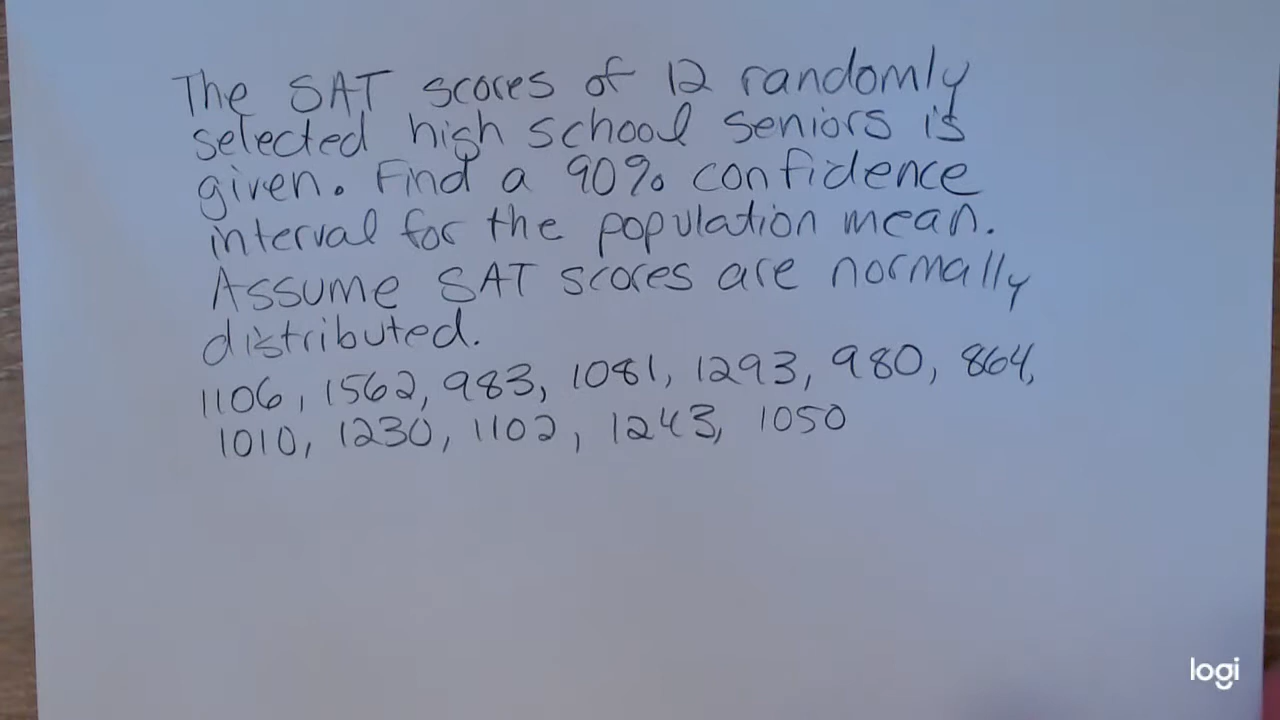 The SAT scores of 12 randomly
selected high school seniors is
given. Find a 90% confidence
interval for the population mean.
Assume SAT scores are normally
distributed.
1106, 1562, 983, 1081, 1293, 980, 864,
1010, 1230, 1102, 1243, 1050
logi